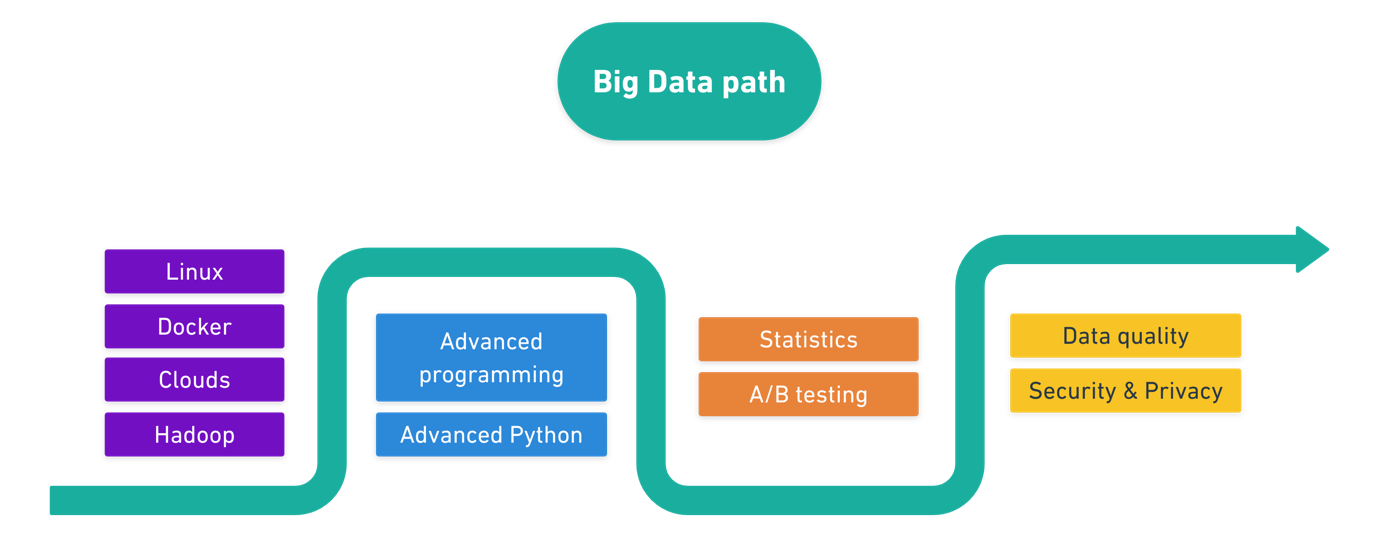 Big Data path
Linux
Docker
Clouds
Hadoop
Advanced
programming
Advanced Python
Statistics
A/B testing
Data quality
Security & Privacy